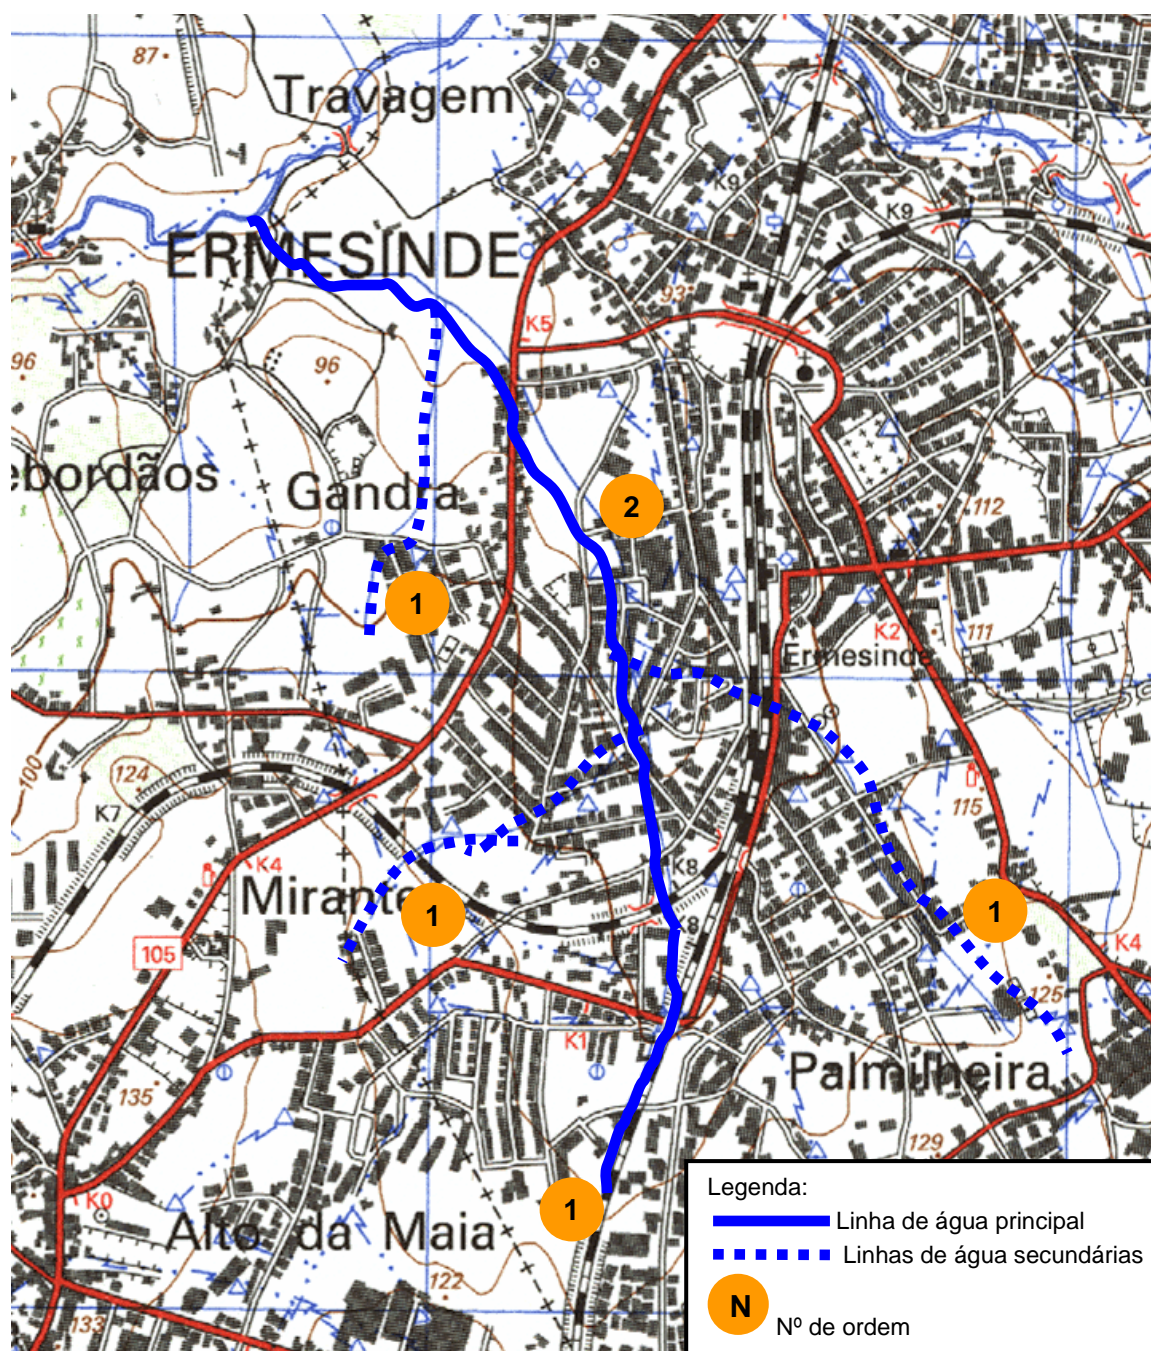 87
Travagem
K9
K9
ERMESINDE
93
K5
96
96
ebordãos
Gandra
2
112
1
K2
111
Ermesinde
100
124
K7
115
K4
K8
Mirante
1
K8
1
105
K4
125
K1
Palmilheira
135
129
K0
1
Alto da Maia
122
133
Legenda:
Linha de água principal
Linhas de água secundárias
N
Nº de ordem